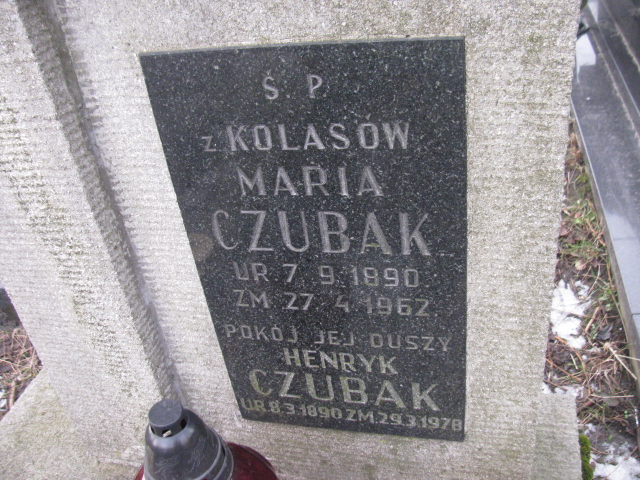 Ś. P.
z KOLASÓW
MARIA
CZUBAK
UR 7. 9. 1890
ZM 27. 4. 1962
POKÓJ JEJ DUSZY
HENRYK
CZUBAK
UR.8.3.1890 ZM.29.3.1978